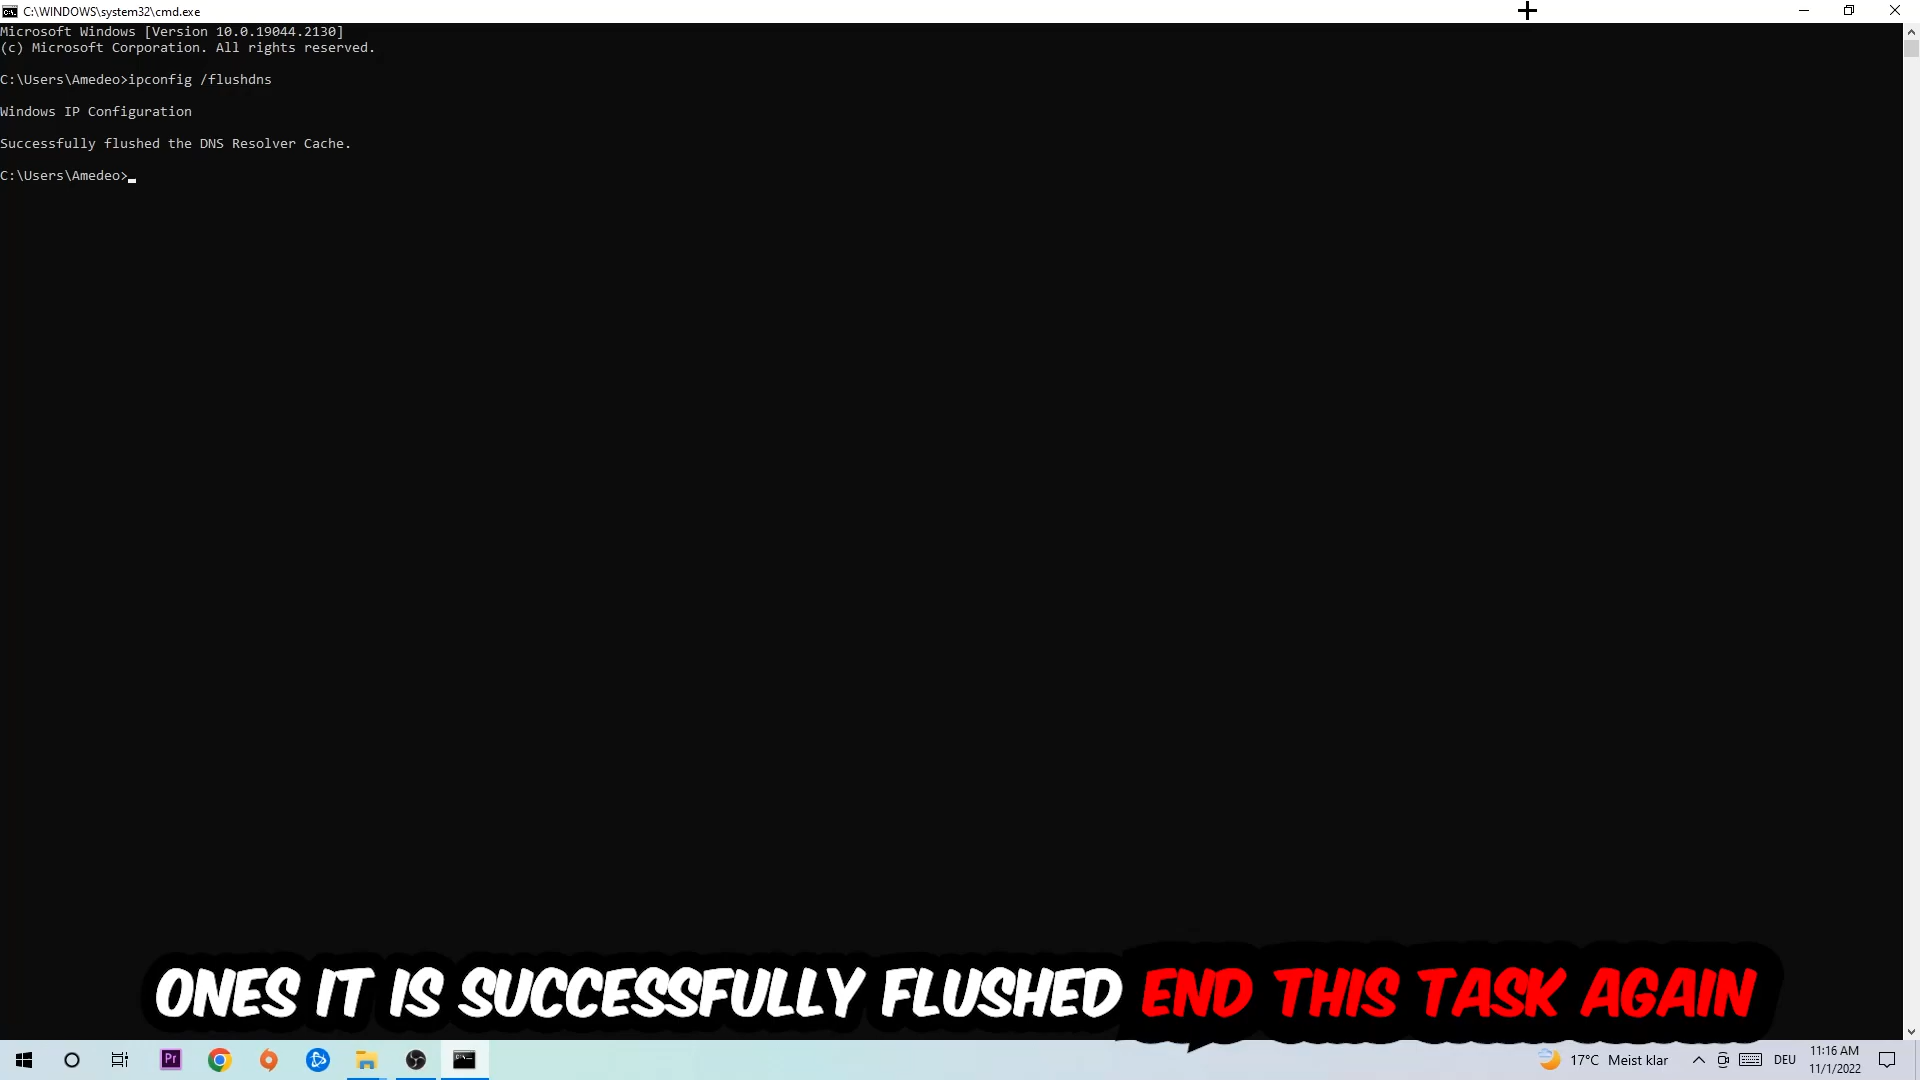 C:\WINDOWS\system32\cmd.exe
Microsoft Windows [Version 10.0.19044.2130]
(c) Microsoft Corporation. All rights reserved.
C:\Users\Amedeo>ipconfig /flushdns
Windows IP Configuration
Successfully flushed the DNS Resolver Cache.
C:\Users\Amedeo>
ONES IT IS SUCCESSFULLY FLUSHED END THIS TASK AGAIN
Pr
17°C Meist klar
DEU
11:16 AM
11/1/2022